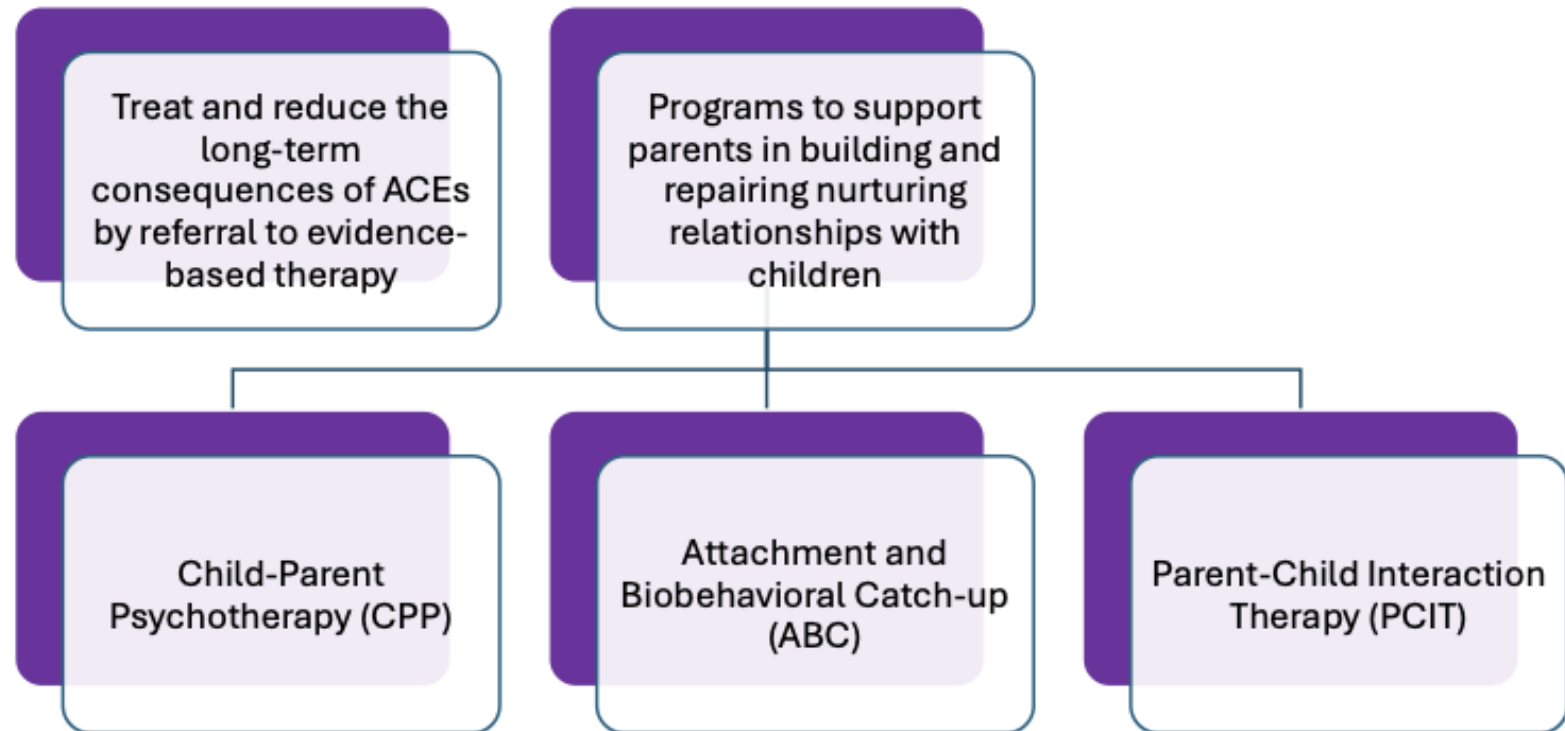 Treat and reduce the
long-term
consequences of ACEs
by referral to evidence-
based therapy
Programs to support
parents in building and
repairing nurturing
relationships with
children
Child-Parent
Psychotherapy (CPP)
Attachment and
Biobehavioral Catch-up
(ABC)
Parent-Child Interaction
Therapy (PCIT)